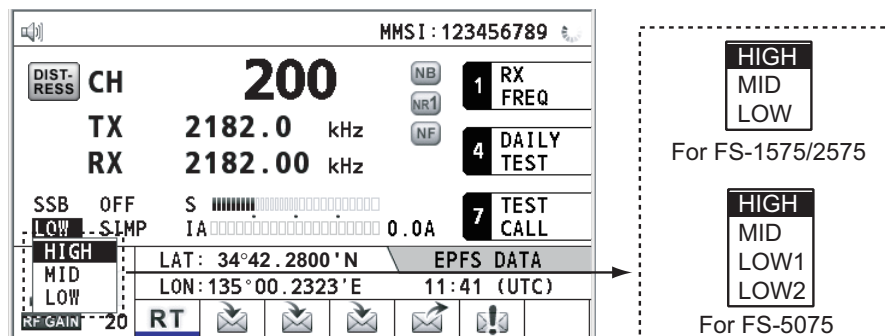 MMSI:123456789
DIST-
RESS
CH
200
NB
NR1
NF
1 RX
FREQ
TX 2182.0 kHz
RX 2182.00 kHz
4 DAILY
TEST
SSB OFF S
LOW SIMP IA 0.0A
7 TEST
CALL
HIGH
MID
LOW
RF GAIN 20
LAT: 34°42.2800'N
LON:135°00.2323'E
EPFS DATA
11:41 (UTC)
RT
HIGH
MID
LOW
For FS-1575/2575
HIGH
MID
LOW1
LOW2
For FS-5075